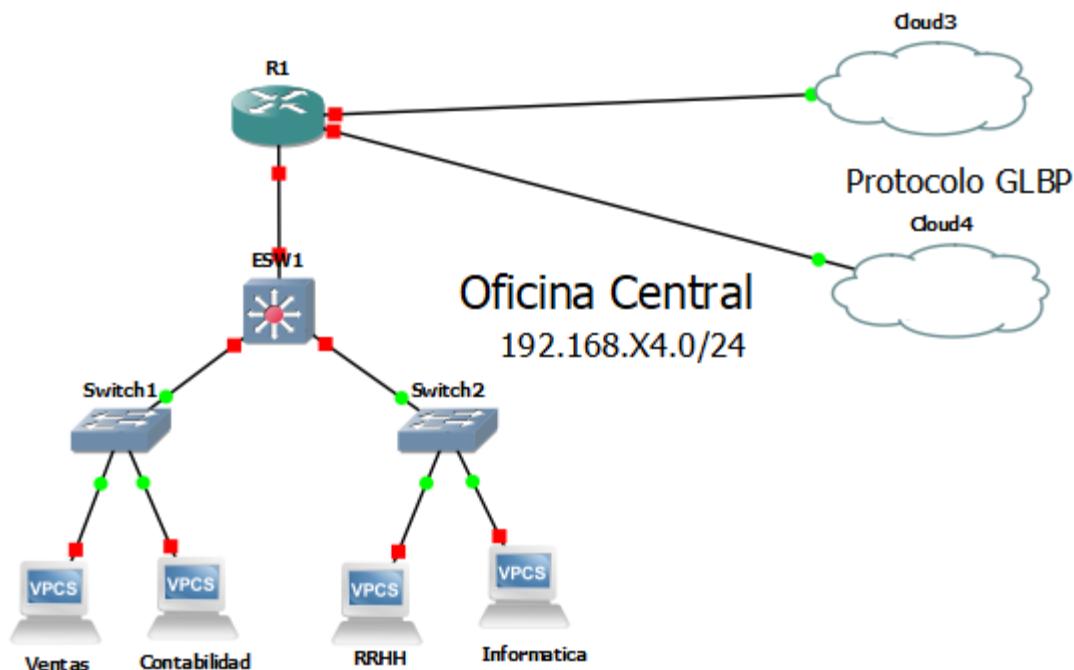 Cloud3
R1
Protocolo GLBP
Cloud4
ESW1
Oficina Central
192.168.X4.0/24
Switch1
Switch2
VPCS
VPCS
VPCS
VPCS
Ventas
Contabilidad
RRHH
Informatica